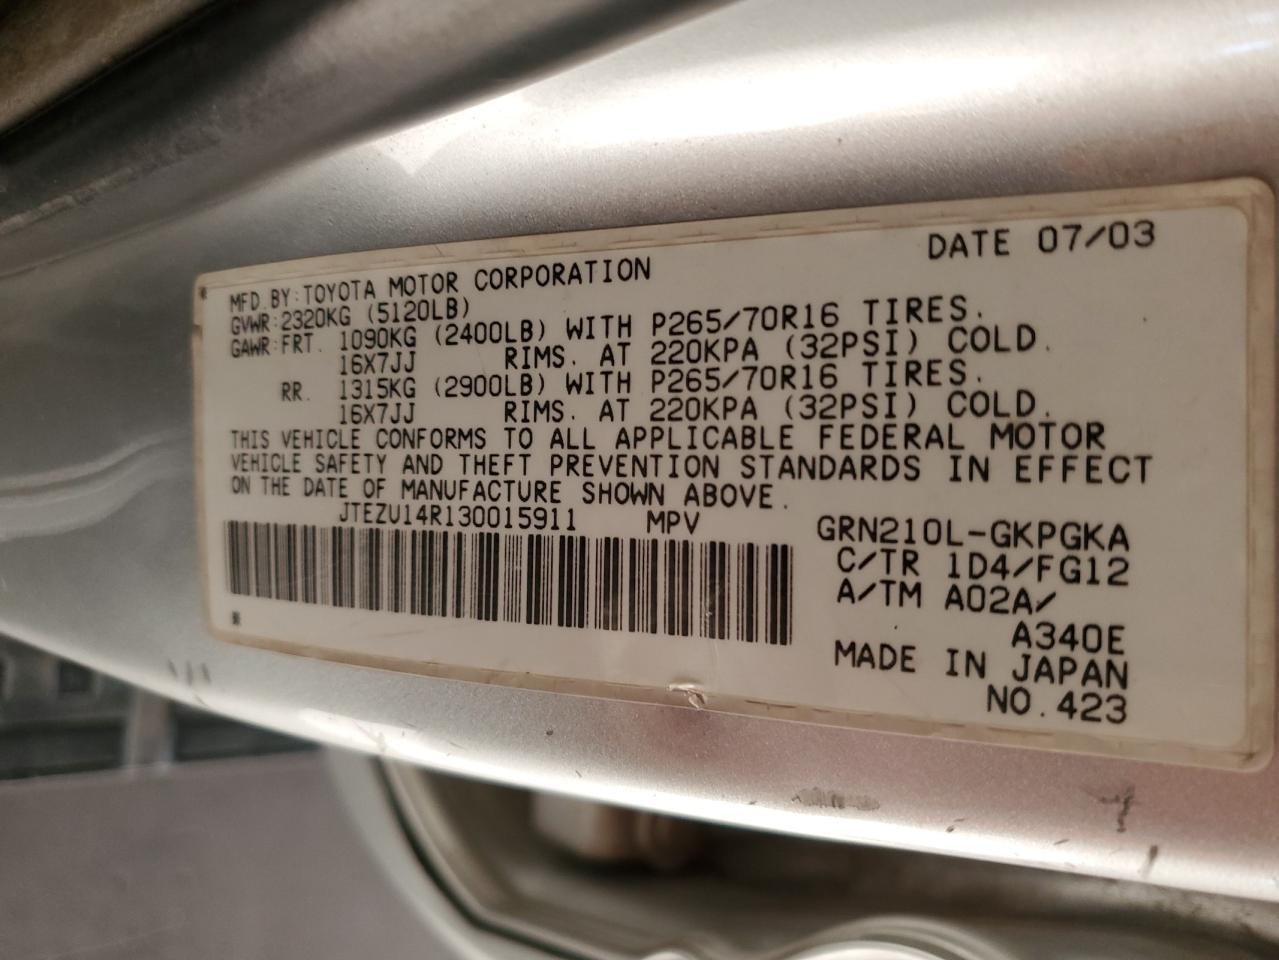 DATE 07/03
MFD.BY:TOYOTA MOTOR CORPORATION
GVWR:2320KG (5120LB)
GAWR:FRT. 1090KG (2400LB) WITH P265/70R16 TIRES.
16X7JJ RIMS. AT 220KPA (32PSI) COLD.
RR. 1315KG (2900LB) WITH P265/70R16 TIRES.
16X7JJ RIMS. AT 220KPA (32PSI) COLD.
THIS VEHICLE CONFORMS TO ALL APPLICABLE FEDERAL MOTOR
VEHICLE SAFETY AND THEFT PREVENTION STANDARDS IN EFFECT
ON THE DATE OF MANUFACTURE SHOWN ABOVE.
JTEZU14R130015911 MPV
GRN210L-GKPGKA
C/TR 1D4/FG12
A/TM A02A/
A340E
MADE IN JAPAN
NO.423